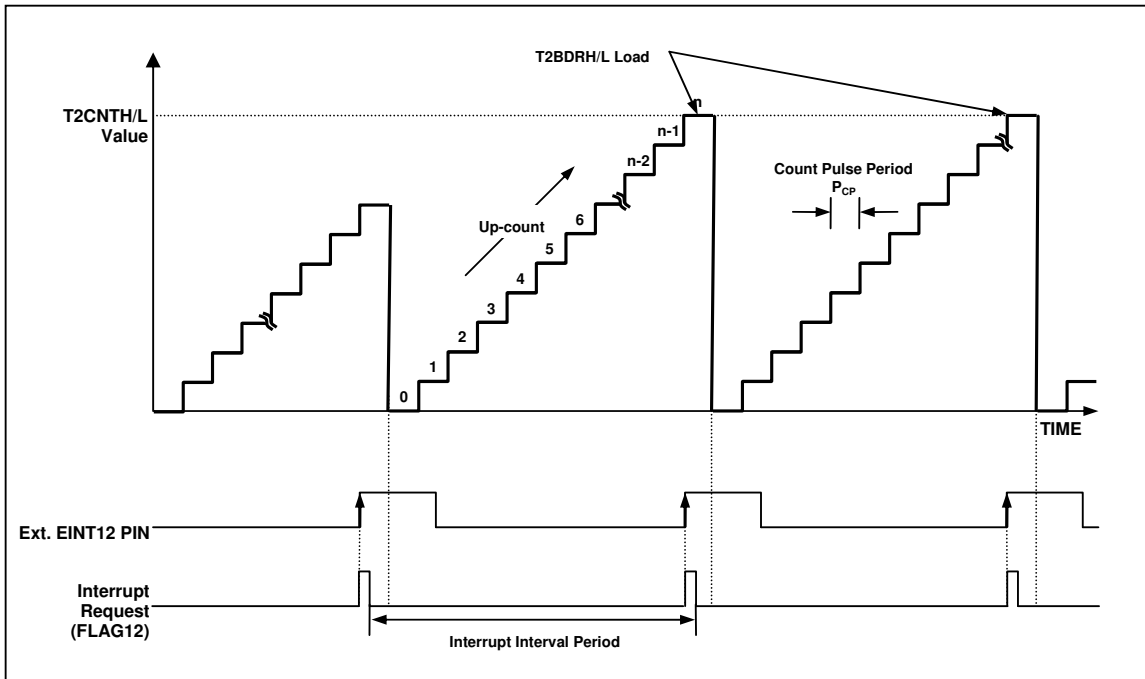 T2BDRH/L Load
T2CNTH/L
Value
n
n-1
n-2
Count Pulse Period
PCP
Up-count
6
5
4
3
2
1
0
TIME
Ext. EINT12 PIN
Interrupt
Request
(FLAG12)
Interrupt Interval Period